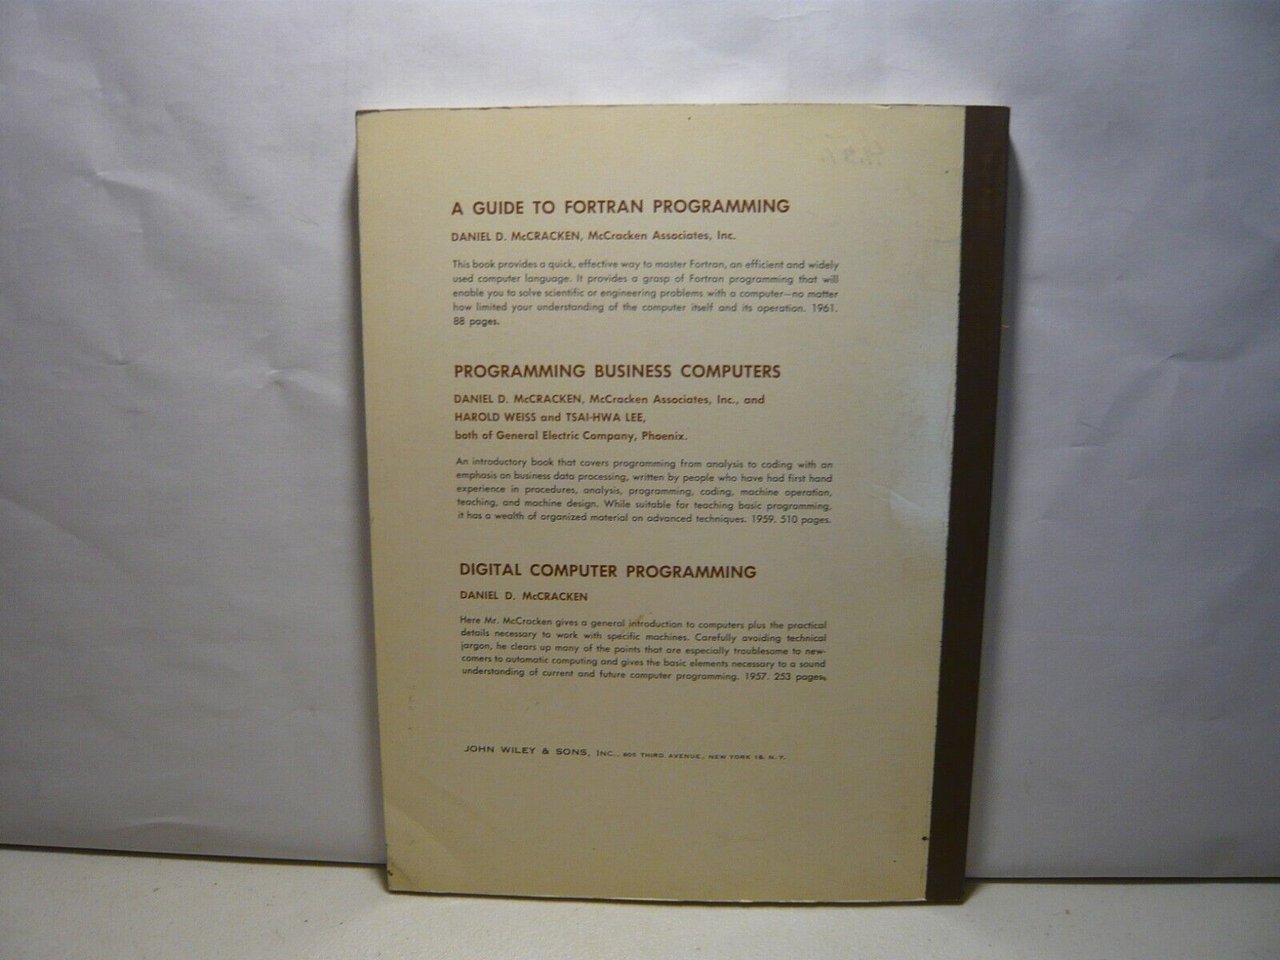 A GUIDE TO FORTRAN PROGRAMMING
DANIEL D. McCRACKEN, McCracken Associates, Inc.
This book provides a quick, effective way to master Fortran, an efficient and widely
used computer language. It provides a grasp of Fortran programming that will
enable you to solve scientific or engineering problems with a computer—no matter
how limited your understanding of the computer itself and its operation. 1961.
88 pages.
PROGRAMMING BUSINESS COMPUTERS
DANIEL D. McCRACKEN, McCracken Associates, Inc., and
HAROLD WEISS and TSAI-HWA LEE,
both of General Electric Company, Phoenix.
An introductory book that covers programming from analysis to coding with an
emphasis on business data processing, written by people who have had first hand
experience in procedures, analysis, programming, coding, machine operation,
teaching, and machine design. While suitable for teaching basic programming,
it has a wealth of organized material on advanced techniques. 1959. 510 pages.
DIGITAL COMPUTER PROGRAMMING
DANIEL D. McCRACKEN
Here Mr. McCracken gives a general introduction to computers plus the practical
details necessary to work with specific machines. Carefully avoiding technical
jargon, he clears up many of the points that are especially troublesome to new-
comers to automatic computing and gives the basic elements necessary to a sound
understanding of current and future computer programming. 1957. 253 pages.
JOHN WILEY & SONS, INC., 605 THIRD AVENUE, NEW YORK 16, N. Y.